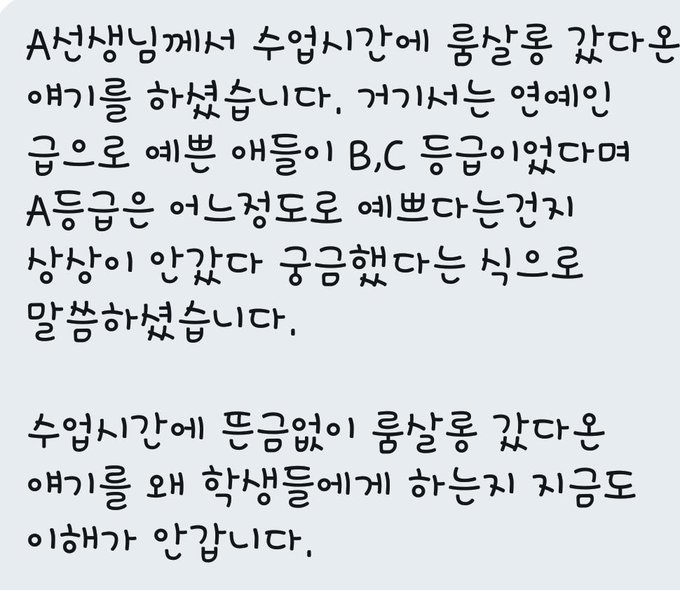 A선생님께서 수업시간에 룸살롱 갔다온
얘기를 하셨습니다. 거기서는 연예인
급으로 예쁜 애들이 B,C 등급이었다며
A등급은 어느정도로 예쁘다는건지
상상이 안갔다 궁금했다는 식으로
말씀하셨습니다.
수업시간에 뜬금없이 룸살롱 갔다온
얘기를 왜 학생들에게 하는지 지금도
이해가 안갑니다.